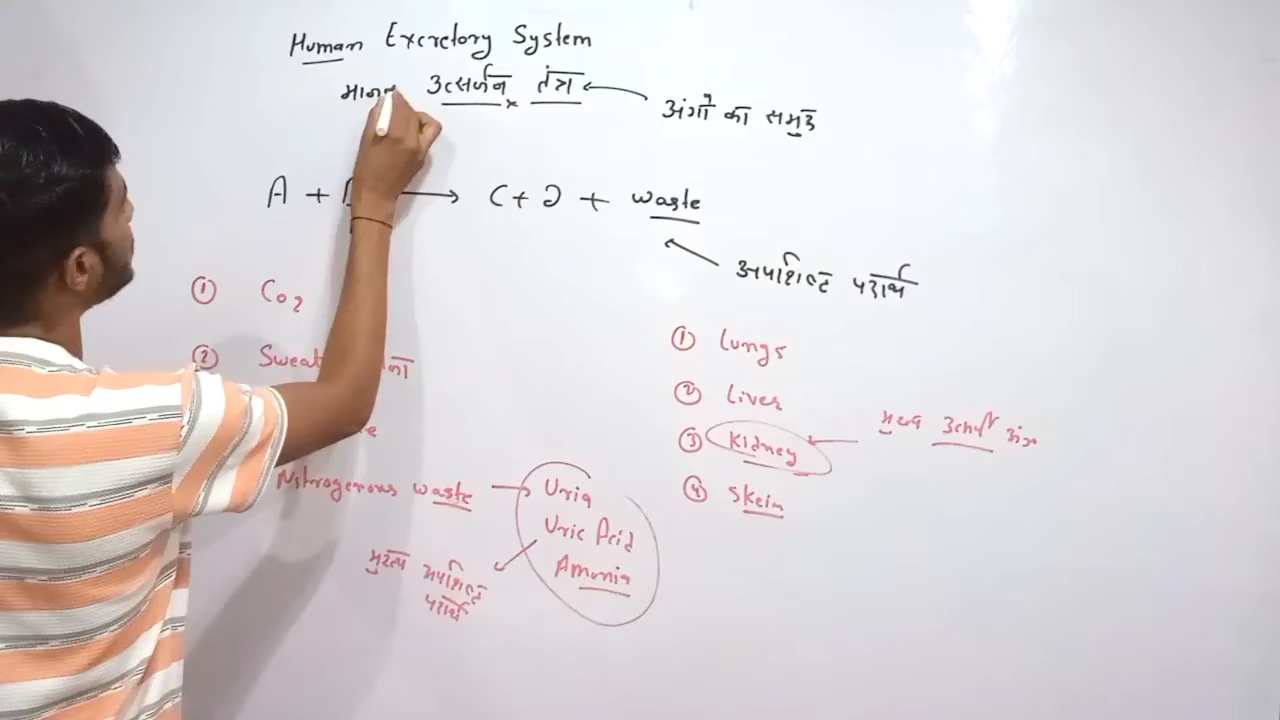 Human Excretory System
मानव उत्सर्जन तंत्र
अंगों का समुह
A + → C + D + waste
अपशिष्ट पदार्थ
① CO2
② Sweat
① Lungs
② Liver
③ Kidney
मुख्य उत्सर्जी अंग
④ Skein
Nitrogenous waste → Uria
Uric Acid
Amonia
मुख्य अपशिष्ट
पदार्थ